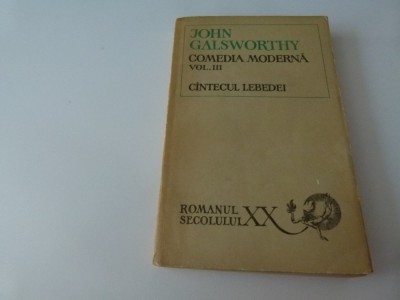 JOHN
GALSWORTHY
COMEDIA MODERNĂ
VOL. III
CÎNTECUL LEBEDEI
ROMANUL
SECOLULUI XX